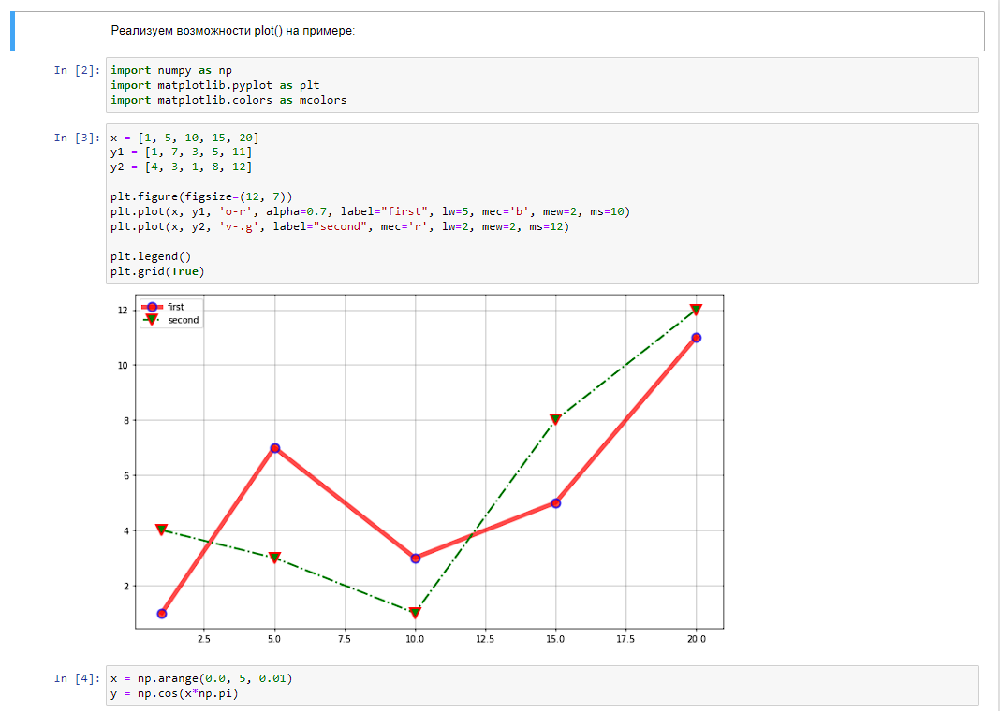 Реализуем возможности plot() на примере:
In [2]: import numpy as np
import matplotlib.pyplot as plt
import matplotlib.colors as mcolors
In [3]: x = [1, 5, 10, 15, 20]
y1 = [1, 7, 3, 5, 11]
y2 = [4, 3, 1, 8, 12]
plt.figure(figsize=(12, 7))
plt.plot(x, y1, 'o-r', alpha=0.7, label="first", lw=5, mec='b', mew=2, ms=10)
plt.plot(x, y2, 'v-.g', label="second", mec='r', lw=2, mew=2, ms=12)
plt.legend()
plt.grid(True)
first
second
12
10
8
6
4
2
2.5 5.0 7.5 10.0 12.5 15.0 17.5 20.0
In [4]: x = np.arange(0.0, 5, 0.01)
y = np.cos(x*np.pi)